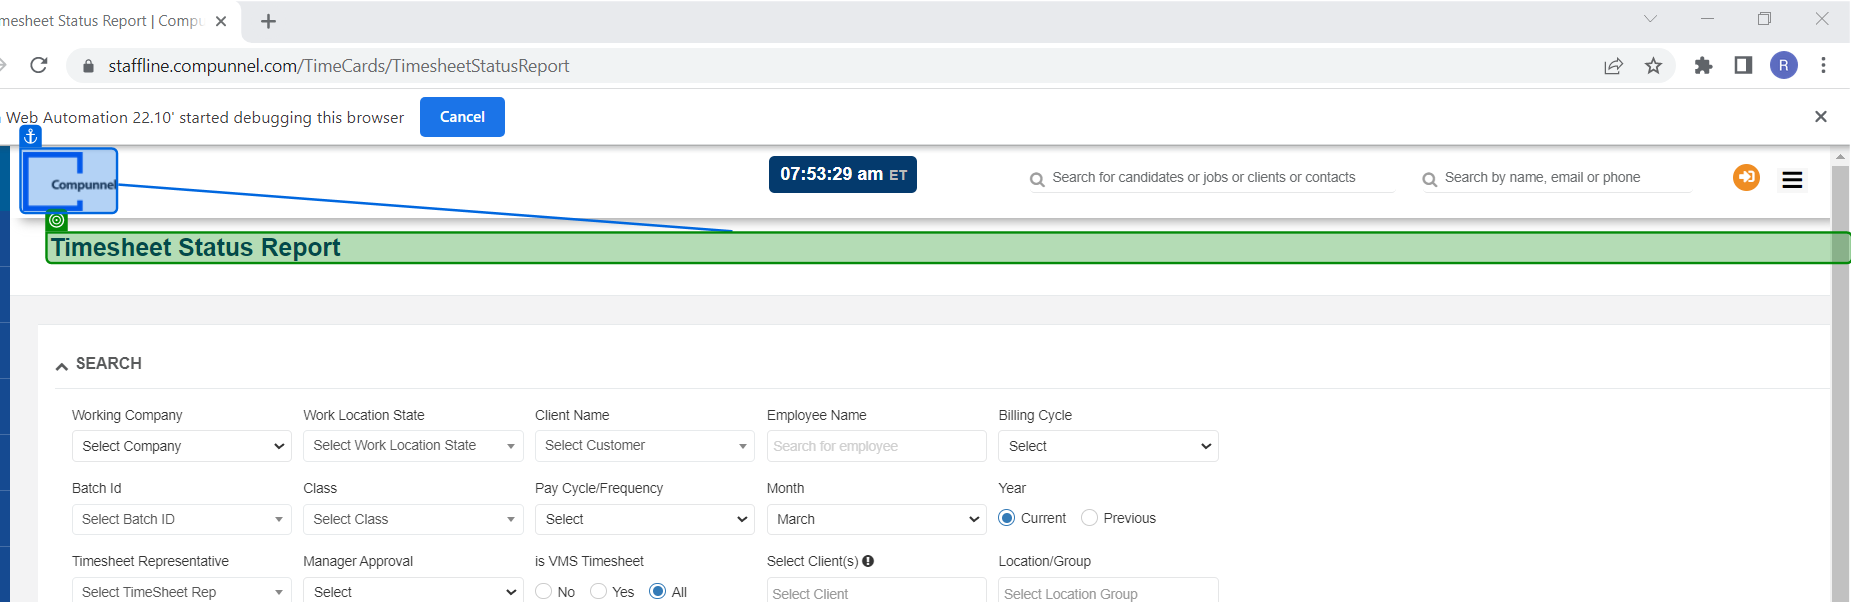 mesheet Status Report | Compu
staffline.compunnel.com/TimeCards/TimesheetStatusReport
R
Web Automation 22.10' started debugging this browser
Cancel
Compunnel
07:53:29 am ET
Search for candidates or jobs or clients or contacts
Search by name, email or phone
Timesheet Status Report
SEARCH
Working Company Work Location State Client Name Employee Name Billing Cycle
Select Company Select Work Location State Select Customer Search for employee Select
Batch Id Class Pay Cycle/Frequency Month Year
Select Batch ID Select Class Select March Current Previous
Timesheet Representative Manager Approval is VMS Timesheet Select Client(s) Location/Group
Select TimeSheet Rep Select No Yes All Select Client Select Location Group